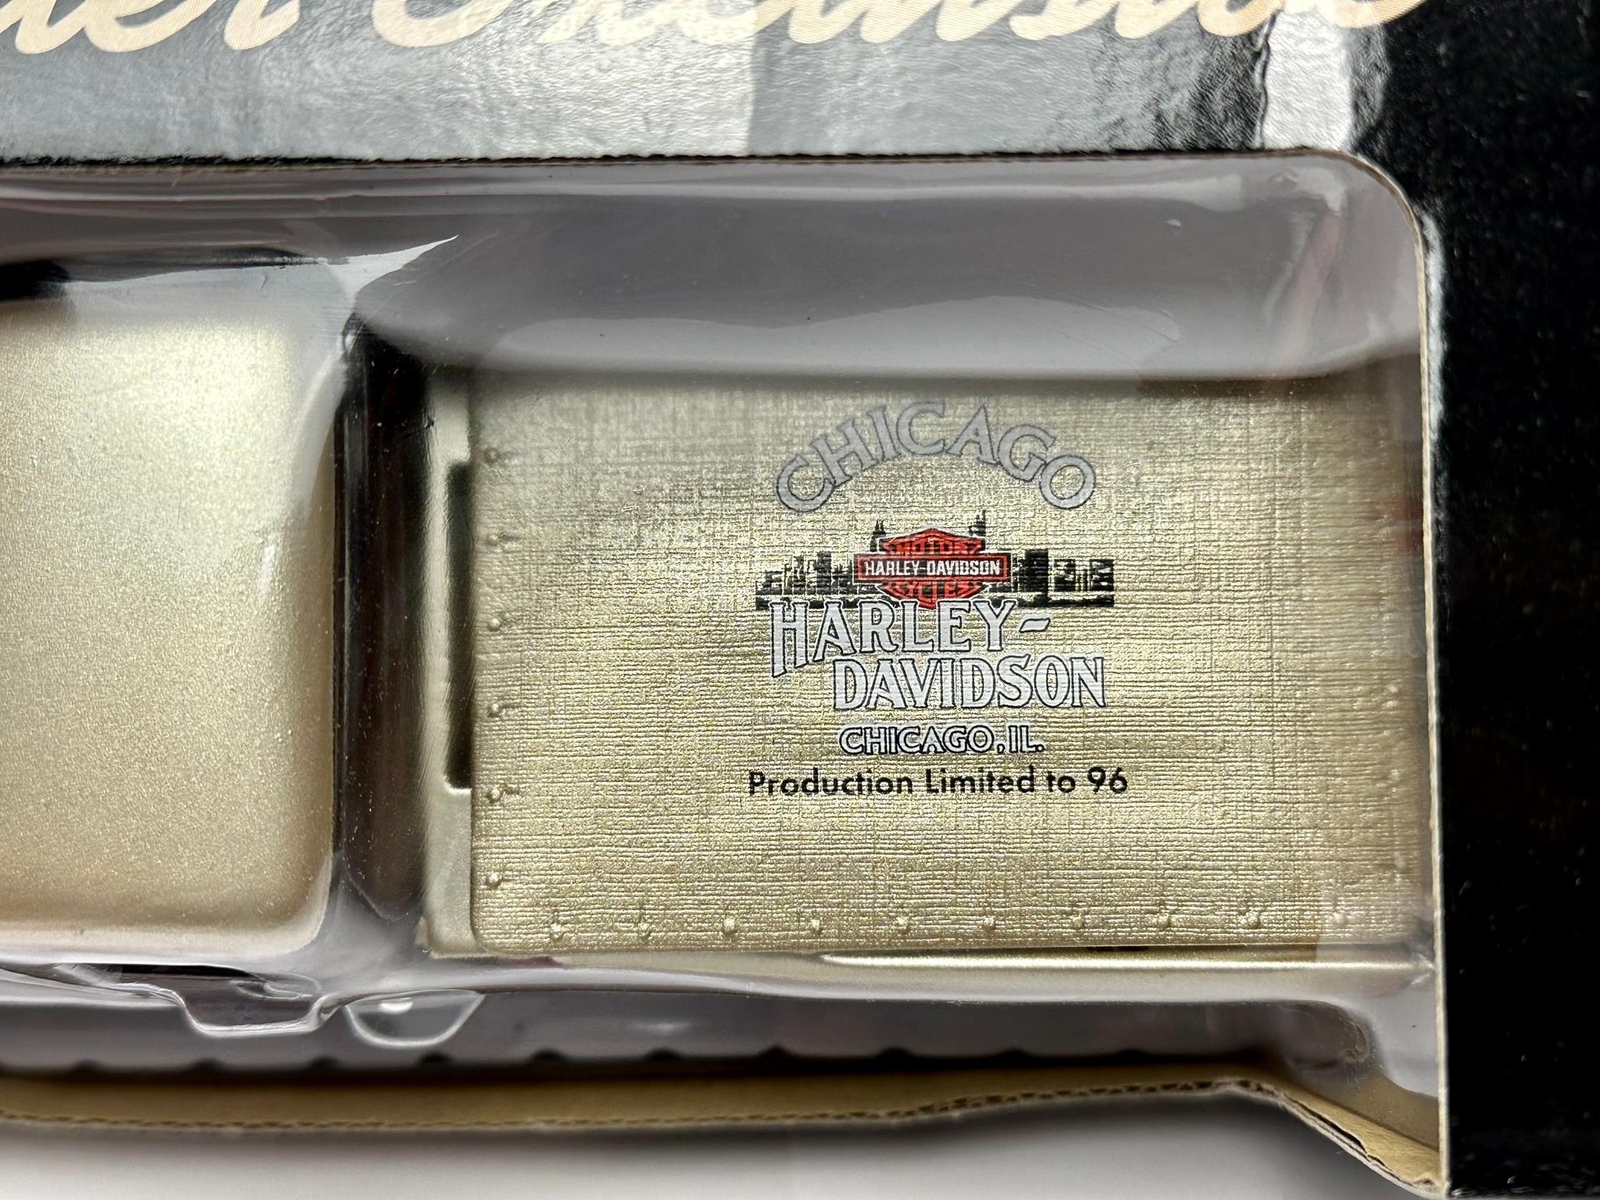 CHICAGO
MOTOR
HARLEY-DAVIDSON
CYCLES
HARLEY-
DAVIDSON
CHICAGO, IL.
Production Limited to 96